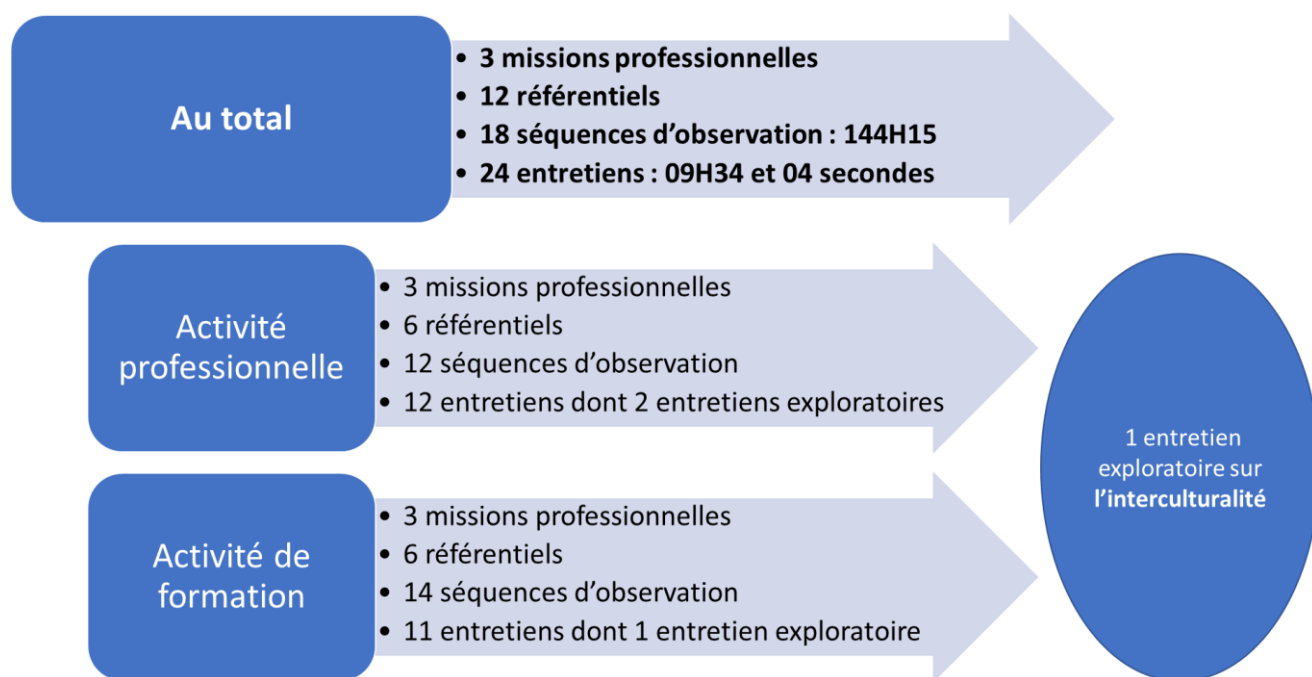 Au total
• 3 missions professionnelles
• 12 référentiels
• 18 séquences d'observation : 144H15
• 24 entretiens : 09H34 et 04 secondes
Activité
professionnelle
• 3 missions professionnelles
• 6 référentiels
• 12 séquences d'observation
• 12 entretiens dont 2 entretiens exploratoires
Activité de
formation
• 3 missions professionnelles
• 6 référentiels
• 14 séquences d'observation
• 11 entretiens dont 1 entretien exploratoire
1 entretien
exploratoire sur
l'interculturalité